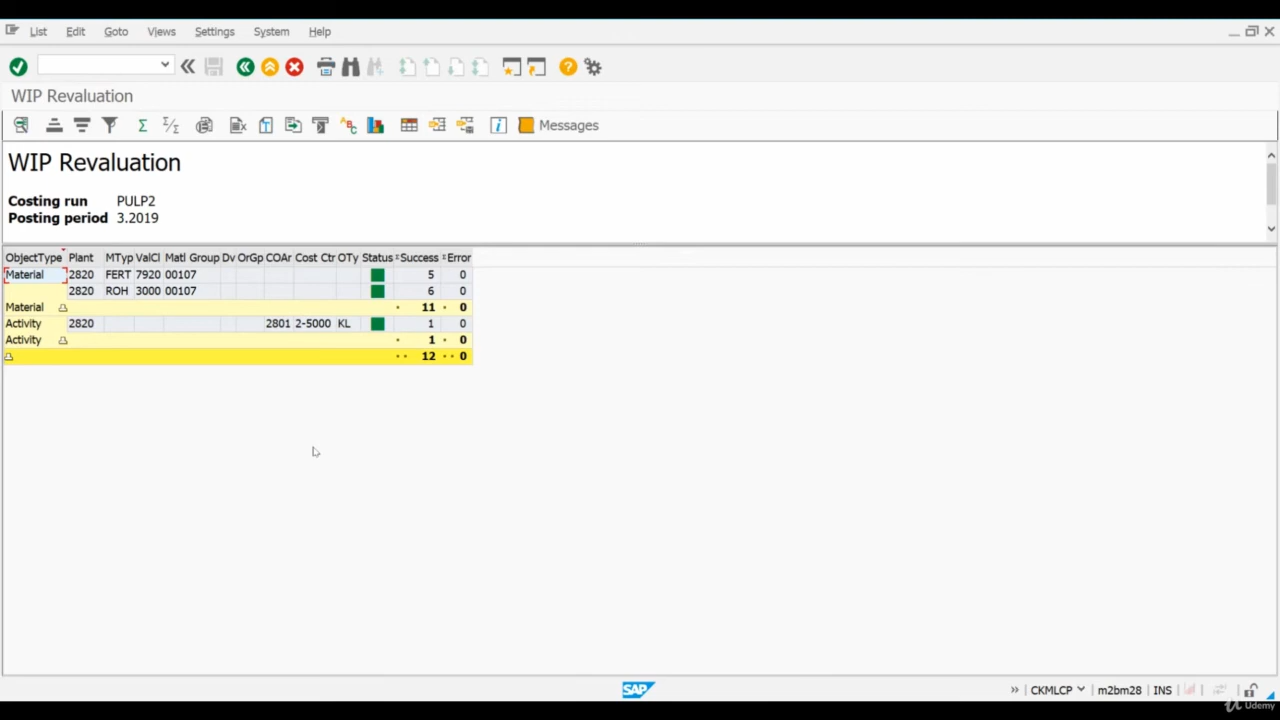 List Edit Goto Views Settings System Help
WIP Revaluation
Messages
WIP Revaluation
Costing run PULP2
Posting period 3.2019
ObjectType Plant MTyp ValCl Matl Group Dv OrGp COAr Cost Ctr OTy Status Success Error
Material 2820 FERT 7920 00107 5 0
2820 ROH 3000 00107 6 0
Material 11 0
Activity 2820 2801 2-5000 KL 1 0
Activity 1 0
12 0
SAP CKMLCP m2bm28 INS
Udemy